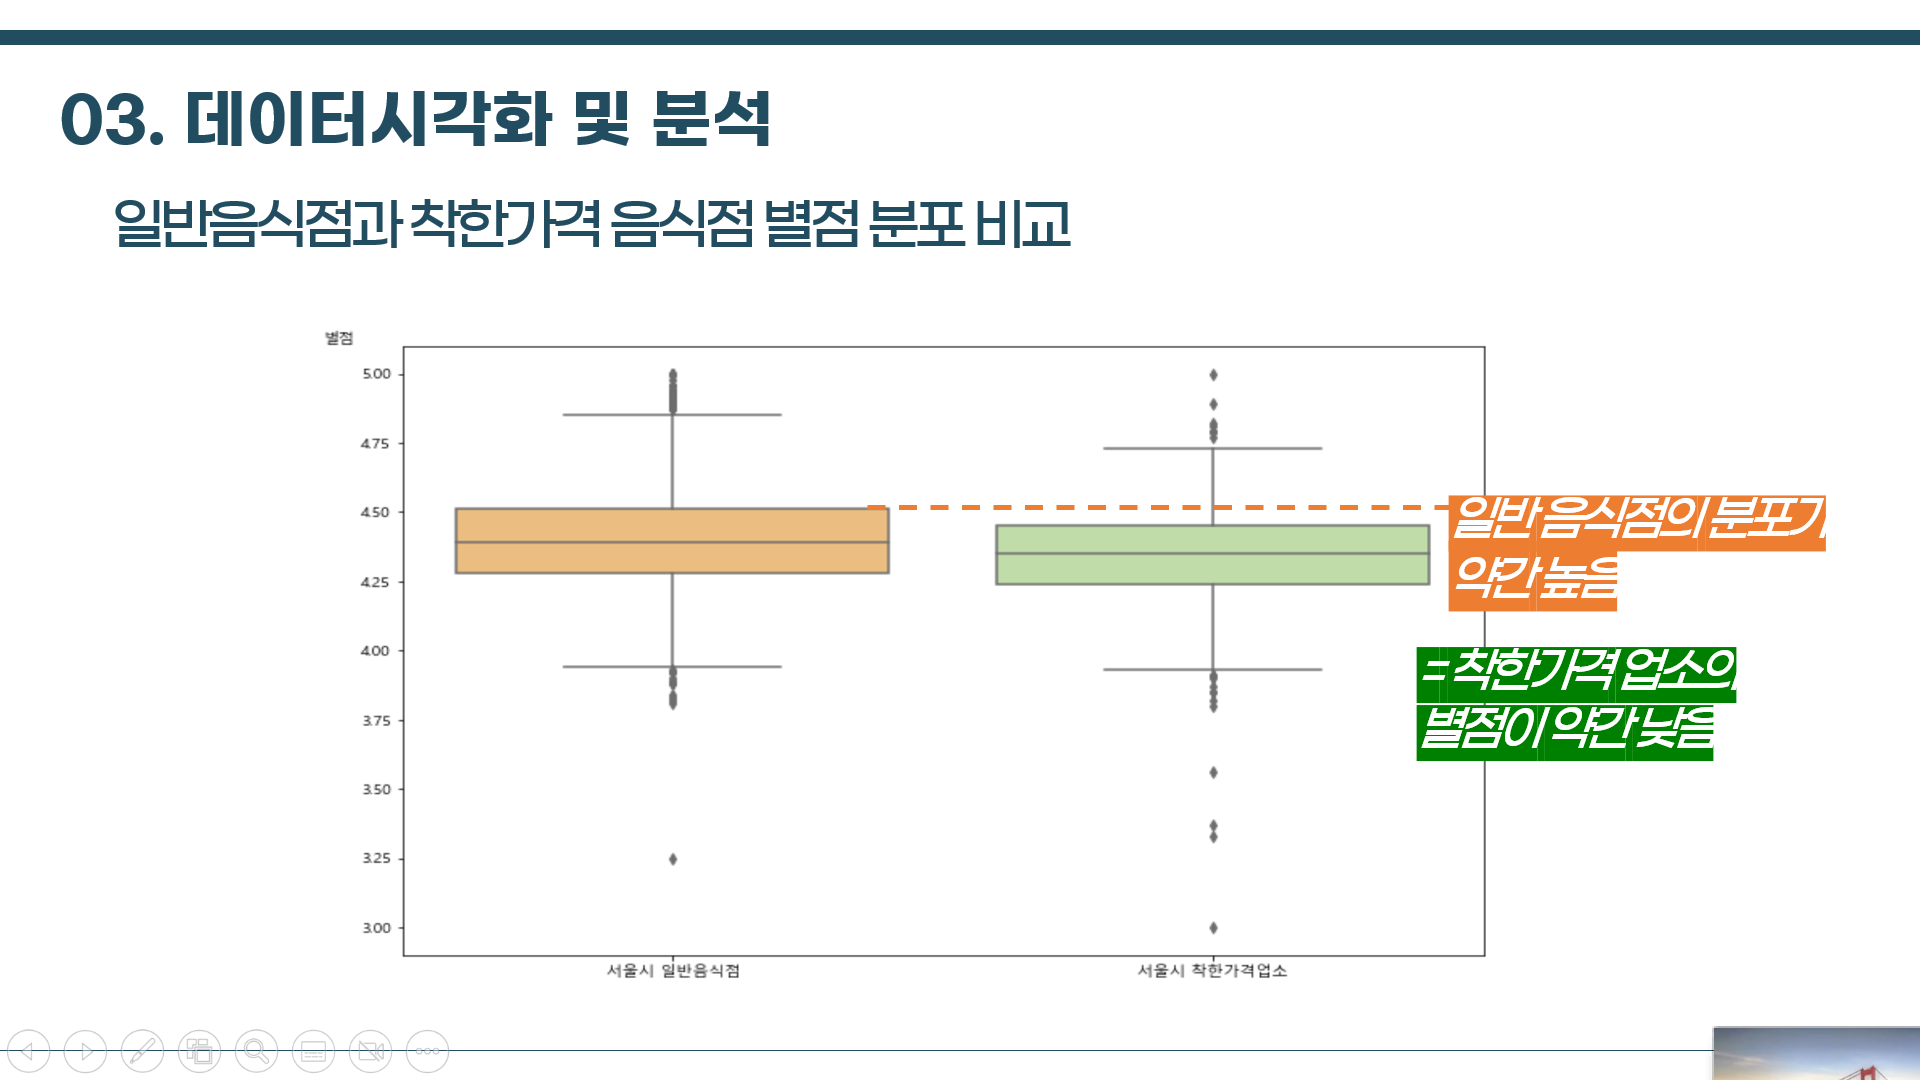 03. 데이터시각화 및 분석
일반음식점과 착한가격 음식점 별점 분포 비교
별점
5.00
4.75
4.50
4.25
4.00
3.75
3.50
3.25
3.00
서울시 일반음식점
서울시 착한가격업소
일반 음식점의 분포가
약간 높음
= 착한가격 업소의
별점이 약간 낮음